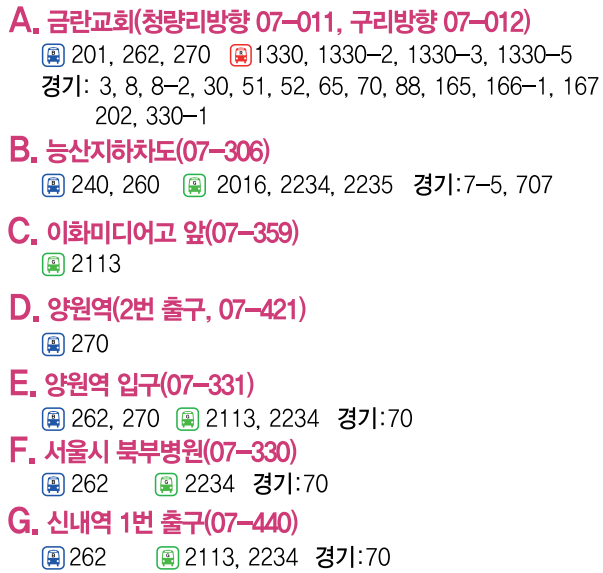 A. 금란교회(청량리방향 07-011, 구리방향 07-012)
201, 262, 270 1330, 1330-2, 1330-3, 1330-5
경기: 3, 8, 8-2, 30, 51, 52, 65, 70, 88, 165, 166-1, 167
202, 330-1
B. 능산지하차도(07-306)
240, 260 2016, 2234, 2235 경기:7-5, 707
C. 이화미디어고 앞(07-359)
2113
D. 양원역(2번 출구, 07-421)
270
E. 양원역 입구(07-331)
262, 270 2113, 2234 경기:70
F. 서울시 북부병원(07-330)
262 2234 경기:70
G. 신내역 1번 출구(07-440)
262 2113, 2234 경기:70